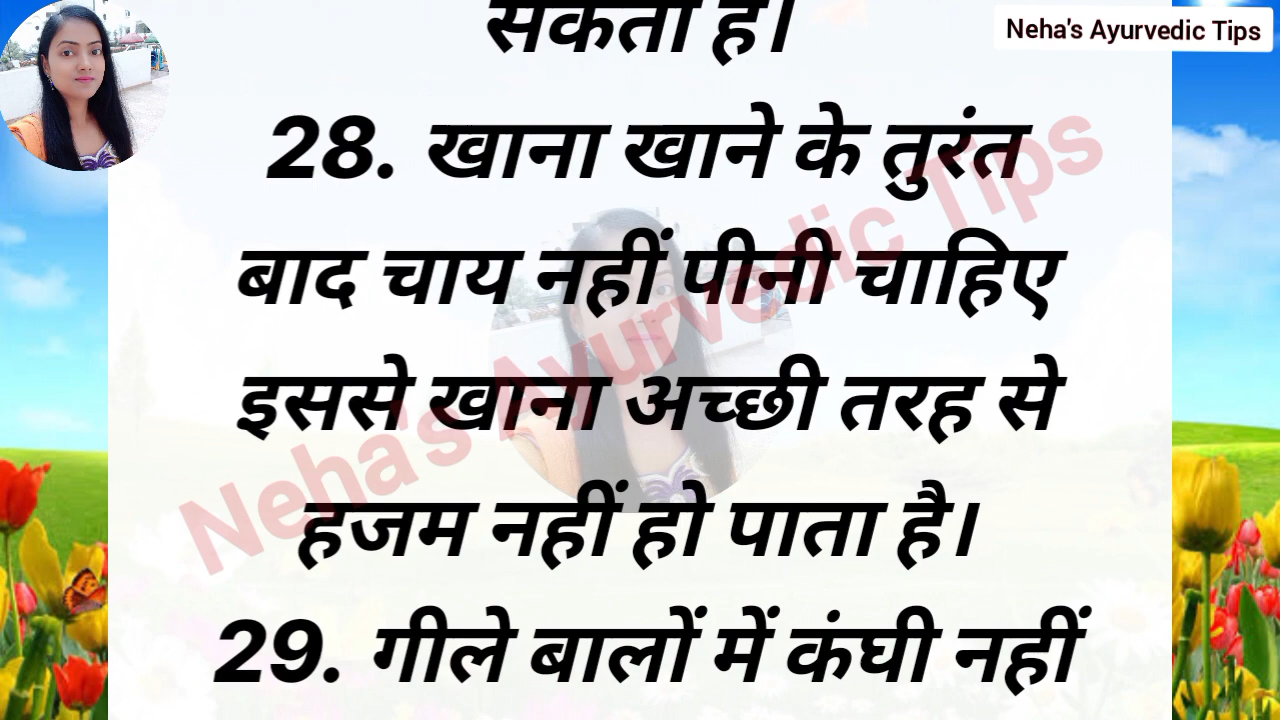 Neha's Ayurvedic Tips
सकता है।
28. खाना खाने के तुरंत
बाद चाय नहीं पीनी चाहिए
इससे खाना अच्छी तरह से
हजम नहीं हो पाता है।
29. गीले बालों में कंघी नहीं
Neha's Ayurvedic Tips